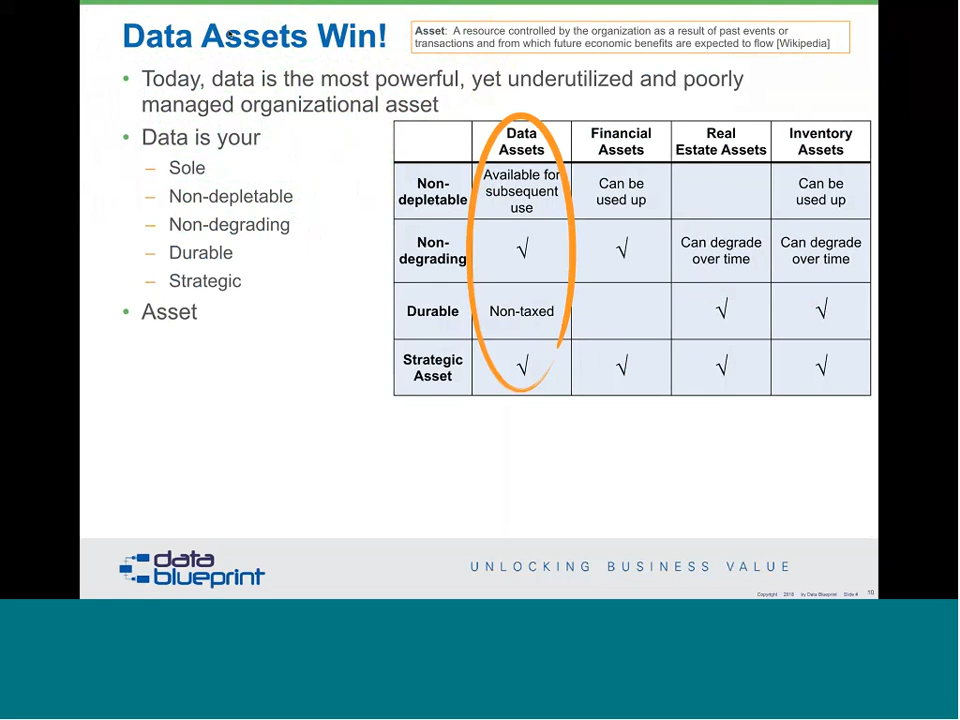 Data Assets Win!
Asset: A resource controlled by the organization as a result of past events or
transactions and from which future economic benefits are expected to flow [Wikipedia]
• Today, data is the most powerful, yet underutilized and poorly
managed organizational asset
• Data is your
– Sole
– Non-depletable
– Non-degrading
– Durable
– Strategic
• Asset
Data Assets Financial Assets Real Estate Assets Inventory Assets
Non-depletable Available for subsequent use Can be used up Can be used up
Non-degrading √ √ Can degrade over time Can degrade over time
Durable Non-taxed √ √
Strategic Asset √ √ √ √
data
blueprint
UNLOCKING BUSINESS VALUE
Copyright 2018 by Data Blueprint Slide # 10